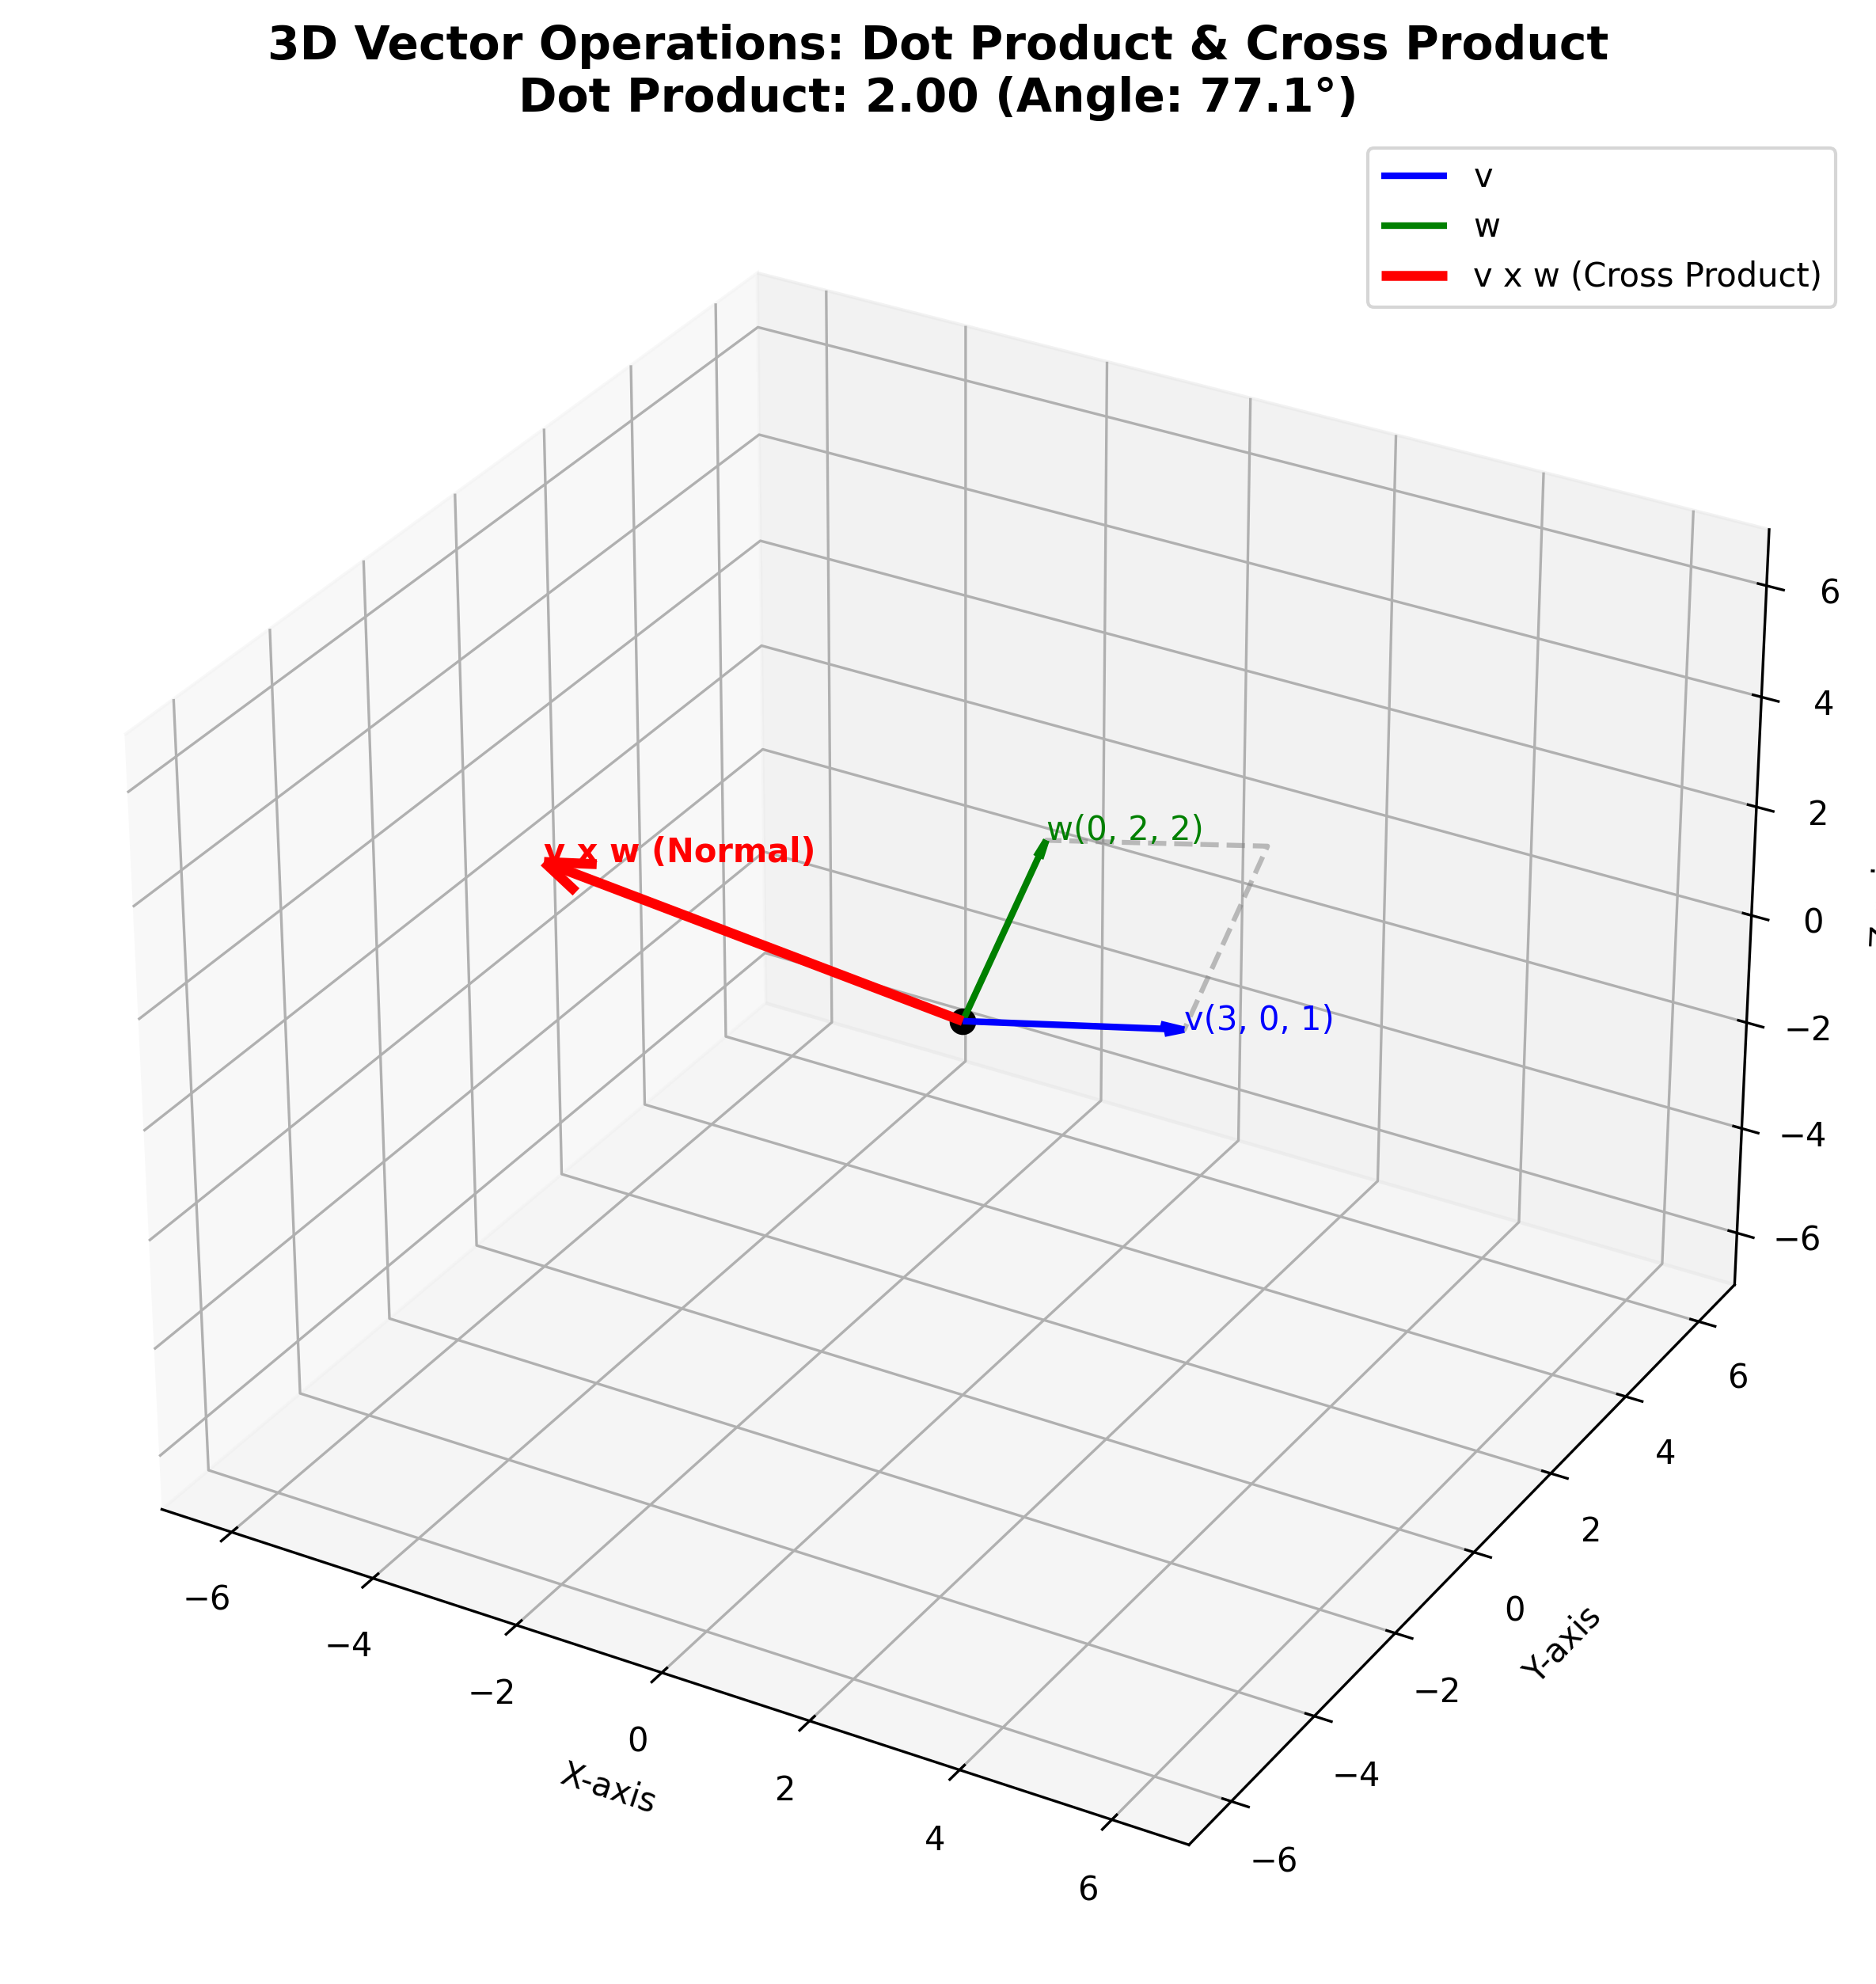 3D Vector Operations: Dot Product & Cross Product
Dot Product: 2.00 (Angle: 77.1°)
v
w
v x w (Cross Product)
6
4
2
0
−2
−4
−6
w(0, 2, 2)
v x w (Normal)
v(3, 0, 1)
6
4
2
0
−2
−4
−6
Y-axis
−6
−4
−2
0
2
4
6
X-axis